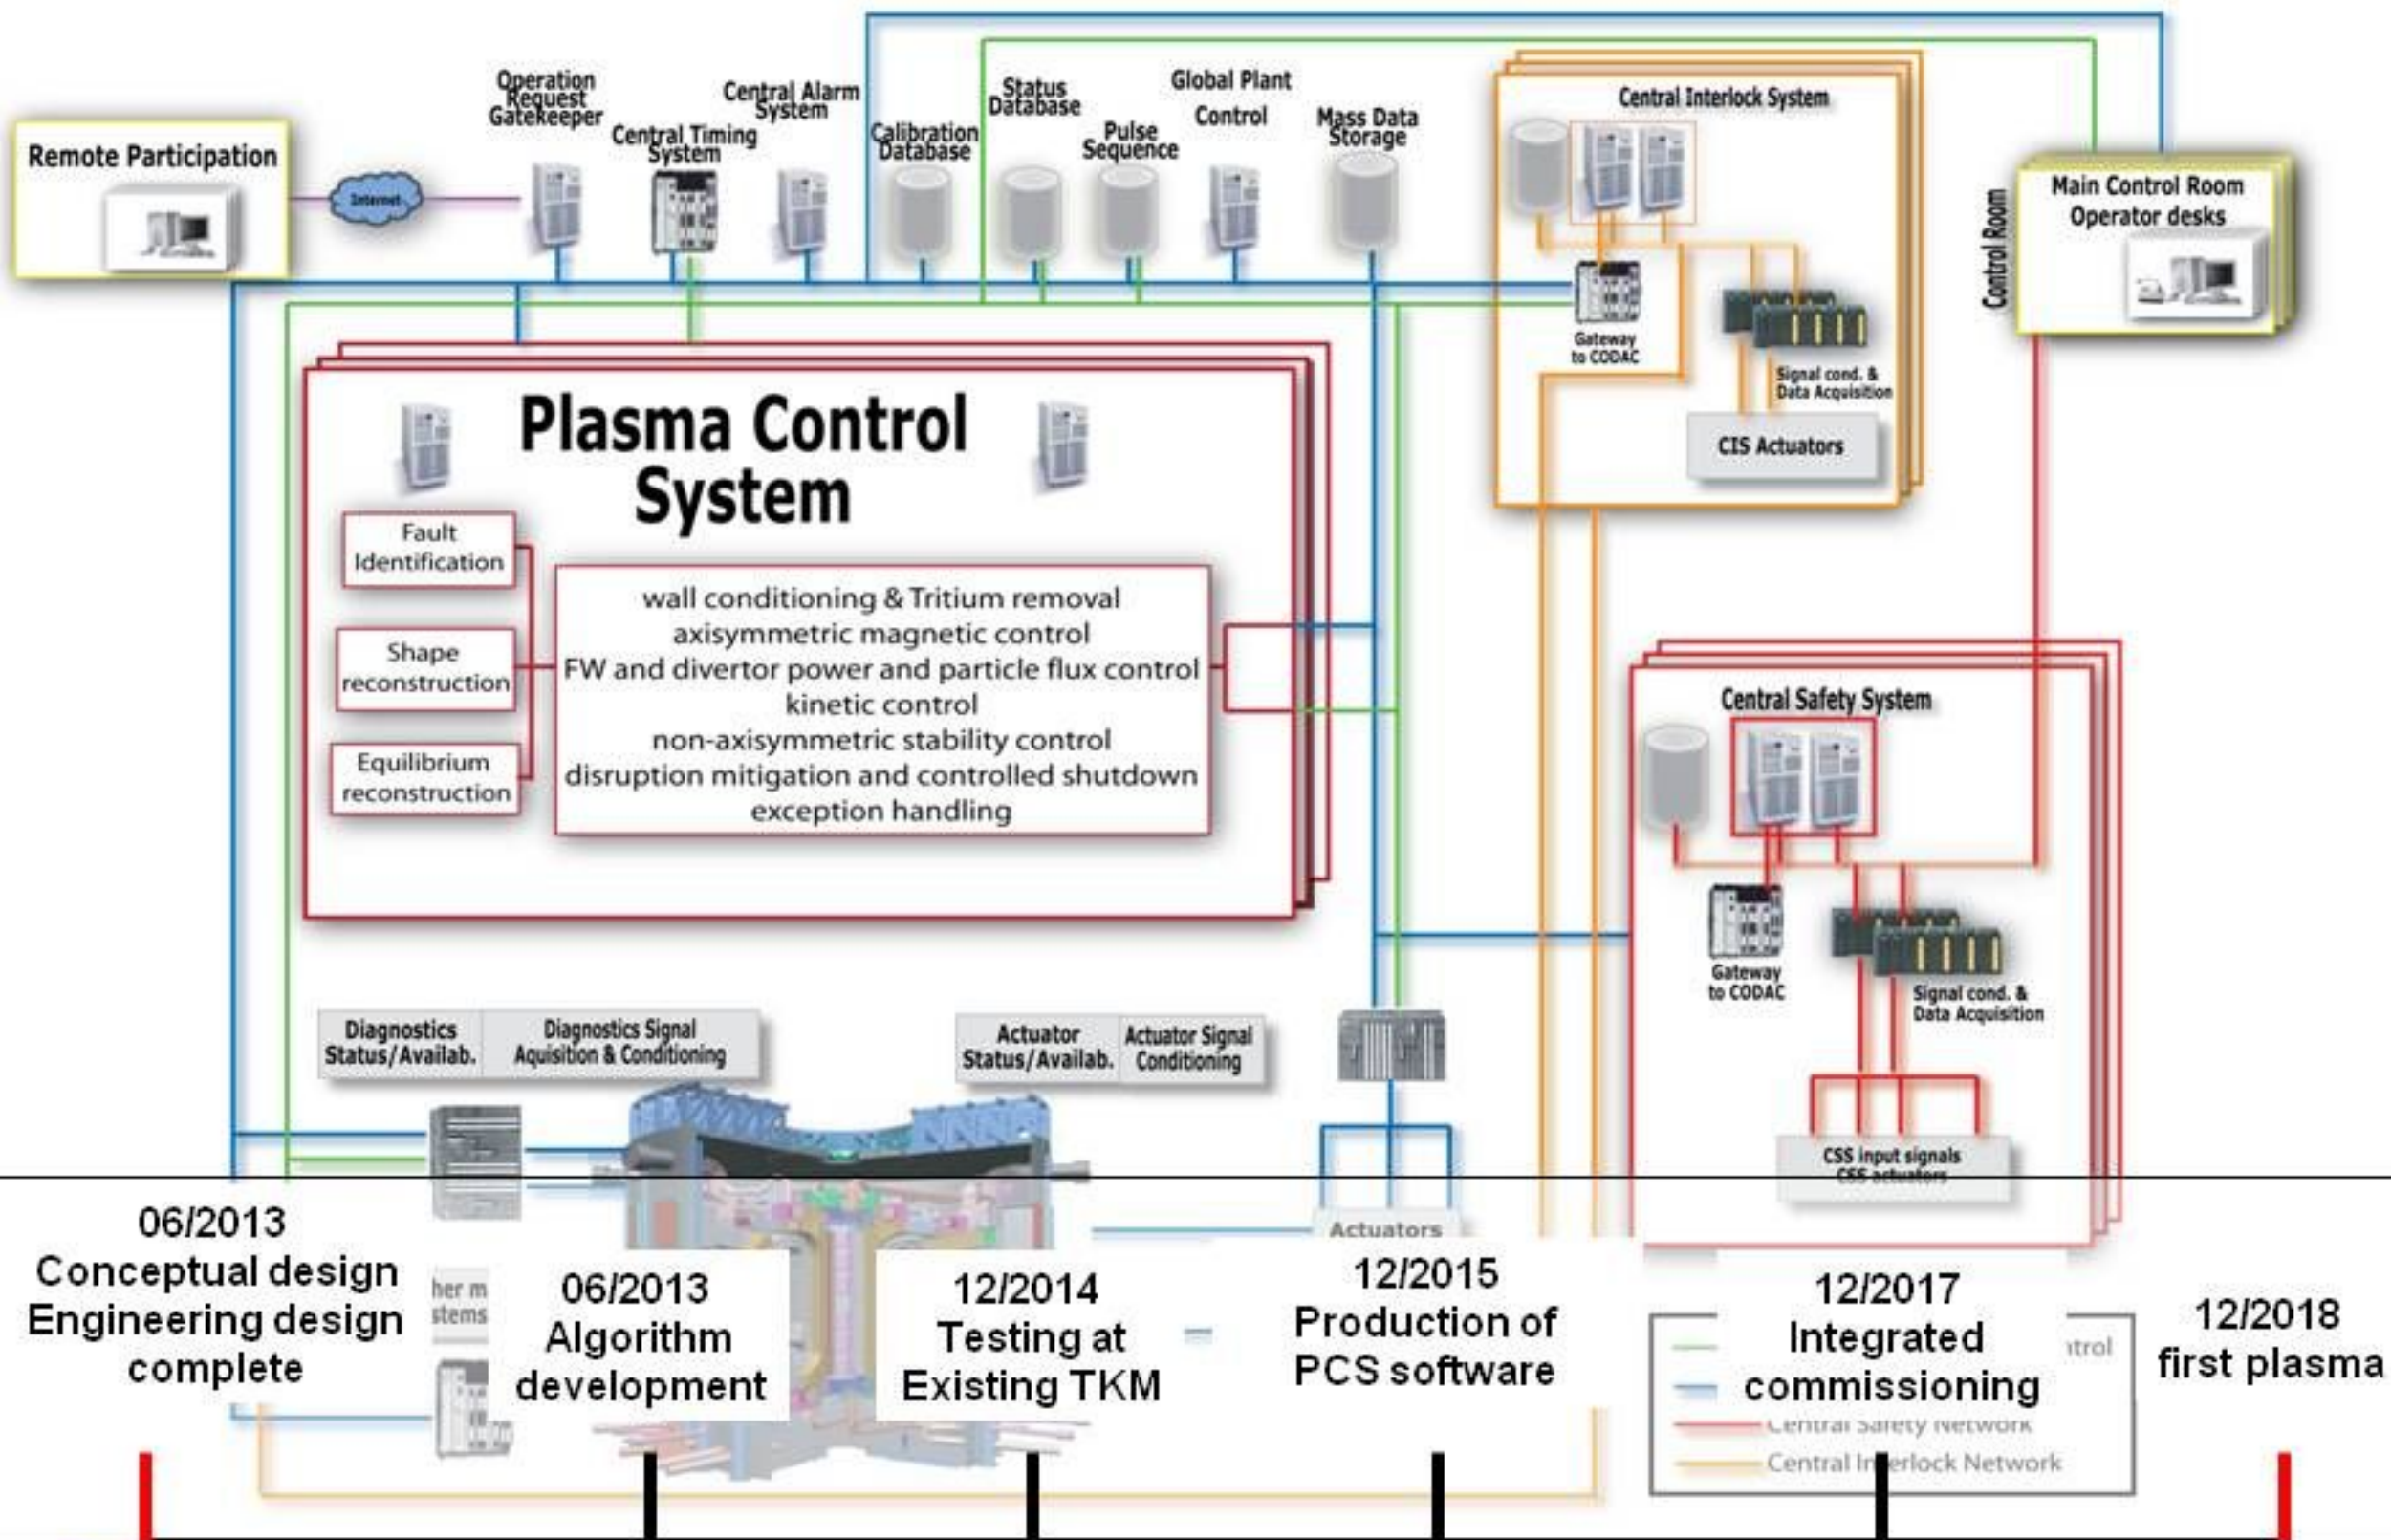 Operation
Request
Gatekeeper
Central Timing
System
Central Alarm
System
Calibration
Database
Status
Database
Pulse
Sequence
Global Plant
Control
Mass Data
Storage
Remote Participation
Internet
Central Interlock System
Gateway
to CODAC
Signal cond. &
Data Acquisition
CIS Actuators
Control Room
Main Control Room
Operator desks
Plasma Control
System
Fault
Identification
Shape
reconstruction
Equilibrium
reconstruction
wall conditioning & Tritium removal
axisymmetric magnetic control
FW and divertor power and particle flux control
kinetic control
non-axisymmetric stability control
disruption mitigation and controlled shutdown
exception handling
Central Safety System
Gateway
to CODAC
Signal cond. &
Data Acquisition
CSS input signals
CSS actuators
Diagnostics
Status/Availab.
Diagnostics Signal
Aquisition & Conditioning
Actuator
Status/Availab.
Actuator Signal
Conditioning
Actuators
06/2013
Conceptual design
Engineering design
complete
her m
stems
06/2013
Algorithm
development
12/2014
Testing at
Existing TKM
12/2015
Production of
PCS software
12/2017
Integrated
commissioning
12/2018
first plasma
Central Safety Network
Central Interlock Network